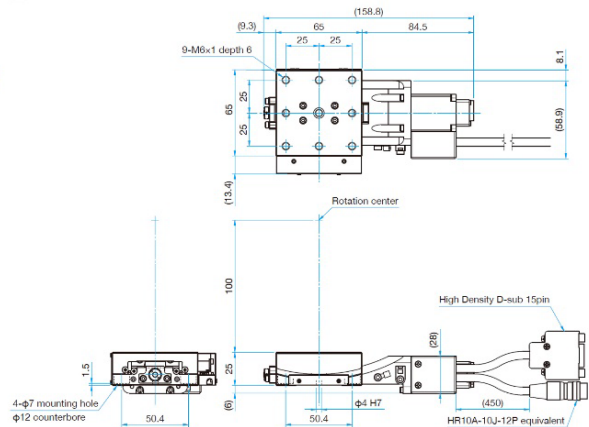 (158.8)
(9.3)
65
84.5
25
25
9-M6×1 depth 6
8.1
65
25
25
(58.9)
(13.4)
Rotation center
100
High Density D-sub 15pin
(28)
1.5
25
(6)
4-φ7 mounting hole
φ12 counterbore
50.4
φ4 H7
50.4
(450)
HR10A-10J-12P equivalent